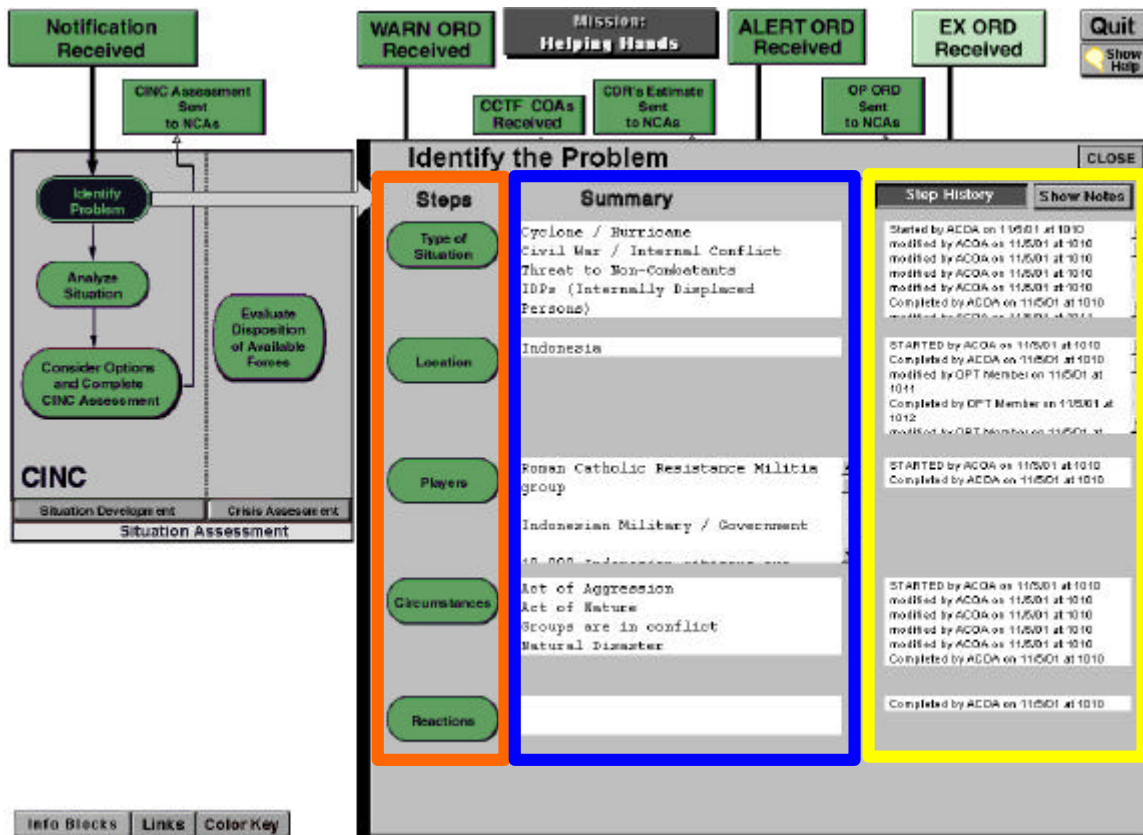 Notification
Received
WARN ORD
Received
Mission:
Helping Hands
ALERT ORD
Received
EX ORD
Received
Quit
Show
Help
CINC Assessment
Sent
to NCAs
CCTF COAs
Received
CDR's Estimate
Sent
to NCAs
OP ORD
Sent
to NCAs
Identify the Problem
CLOSE
Identify
Problem
Analyze
Situation
Consider Options
and Complete
CINC Assessment
Evaluate
Disposition
of Available
Forces
CINC
Situation Development
Crisis Assessment
Situation Assessment
Steps
Summary
Step History
Show Notes
Type of
Situation
Cyclone / Hurricane
Civil War / Internal Conflict
Threat to Non-Combatants
IDPs (Internally Displaced
Persons)
Started by ACOA on 11/5/01 at 1010
modified by ACOA on 11/5/01 at 1010
modified by ACOA on 11/5/01 at 1010
modified by ACOA on 11/5/01 at 1010
Completed by ACOA on 11/5/01 at 1010
modified by ACOA on 11/5/01 at 1011
Location
Indonesia
STARTED by ACOA on 11/5/01 at 1010
Completed by ACOA on 11/5/01 at 1010
modified by OPT Member on 11/5/01 at
1011
Completed by OPT Member on 11/5/01 at
1012
modified by OPT Member on 11/5/01 at
Players
Roman Catholic Resistance Militia
group
Indonesian Military / Government
Indonesian citizens
STARTED by ACOA on 11/5/01 at 1010
Completed by ACOA on 11/5/01 at 1010
Circumstances
Act of Aggression
Act of Nature
Groups are in conflict
Natural Disaster
STARTED by ACOA on 11/5/01 at 1010
modified by ACOA on 11/5/01 at 1010
modified by ACOA on 11/5/01 at 1010
modified by ACOA on 11/5/01 at 1010
modified by ACOA on 11/5/01 at 1010
Completed by ACOA on 11/5/01 at 1010
Reactions
Completed by ACOA on 11/5/01 at 1010
Info Blocks
Links
Color Key